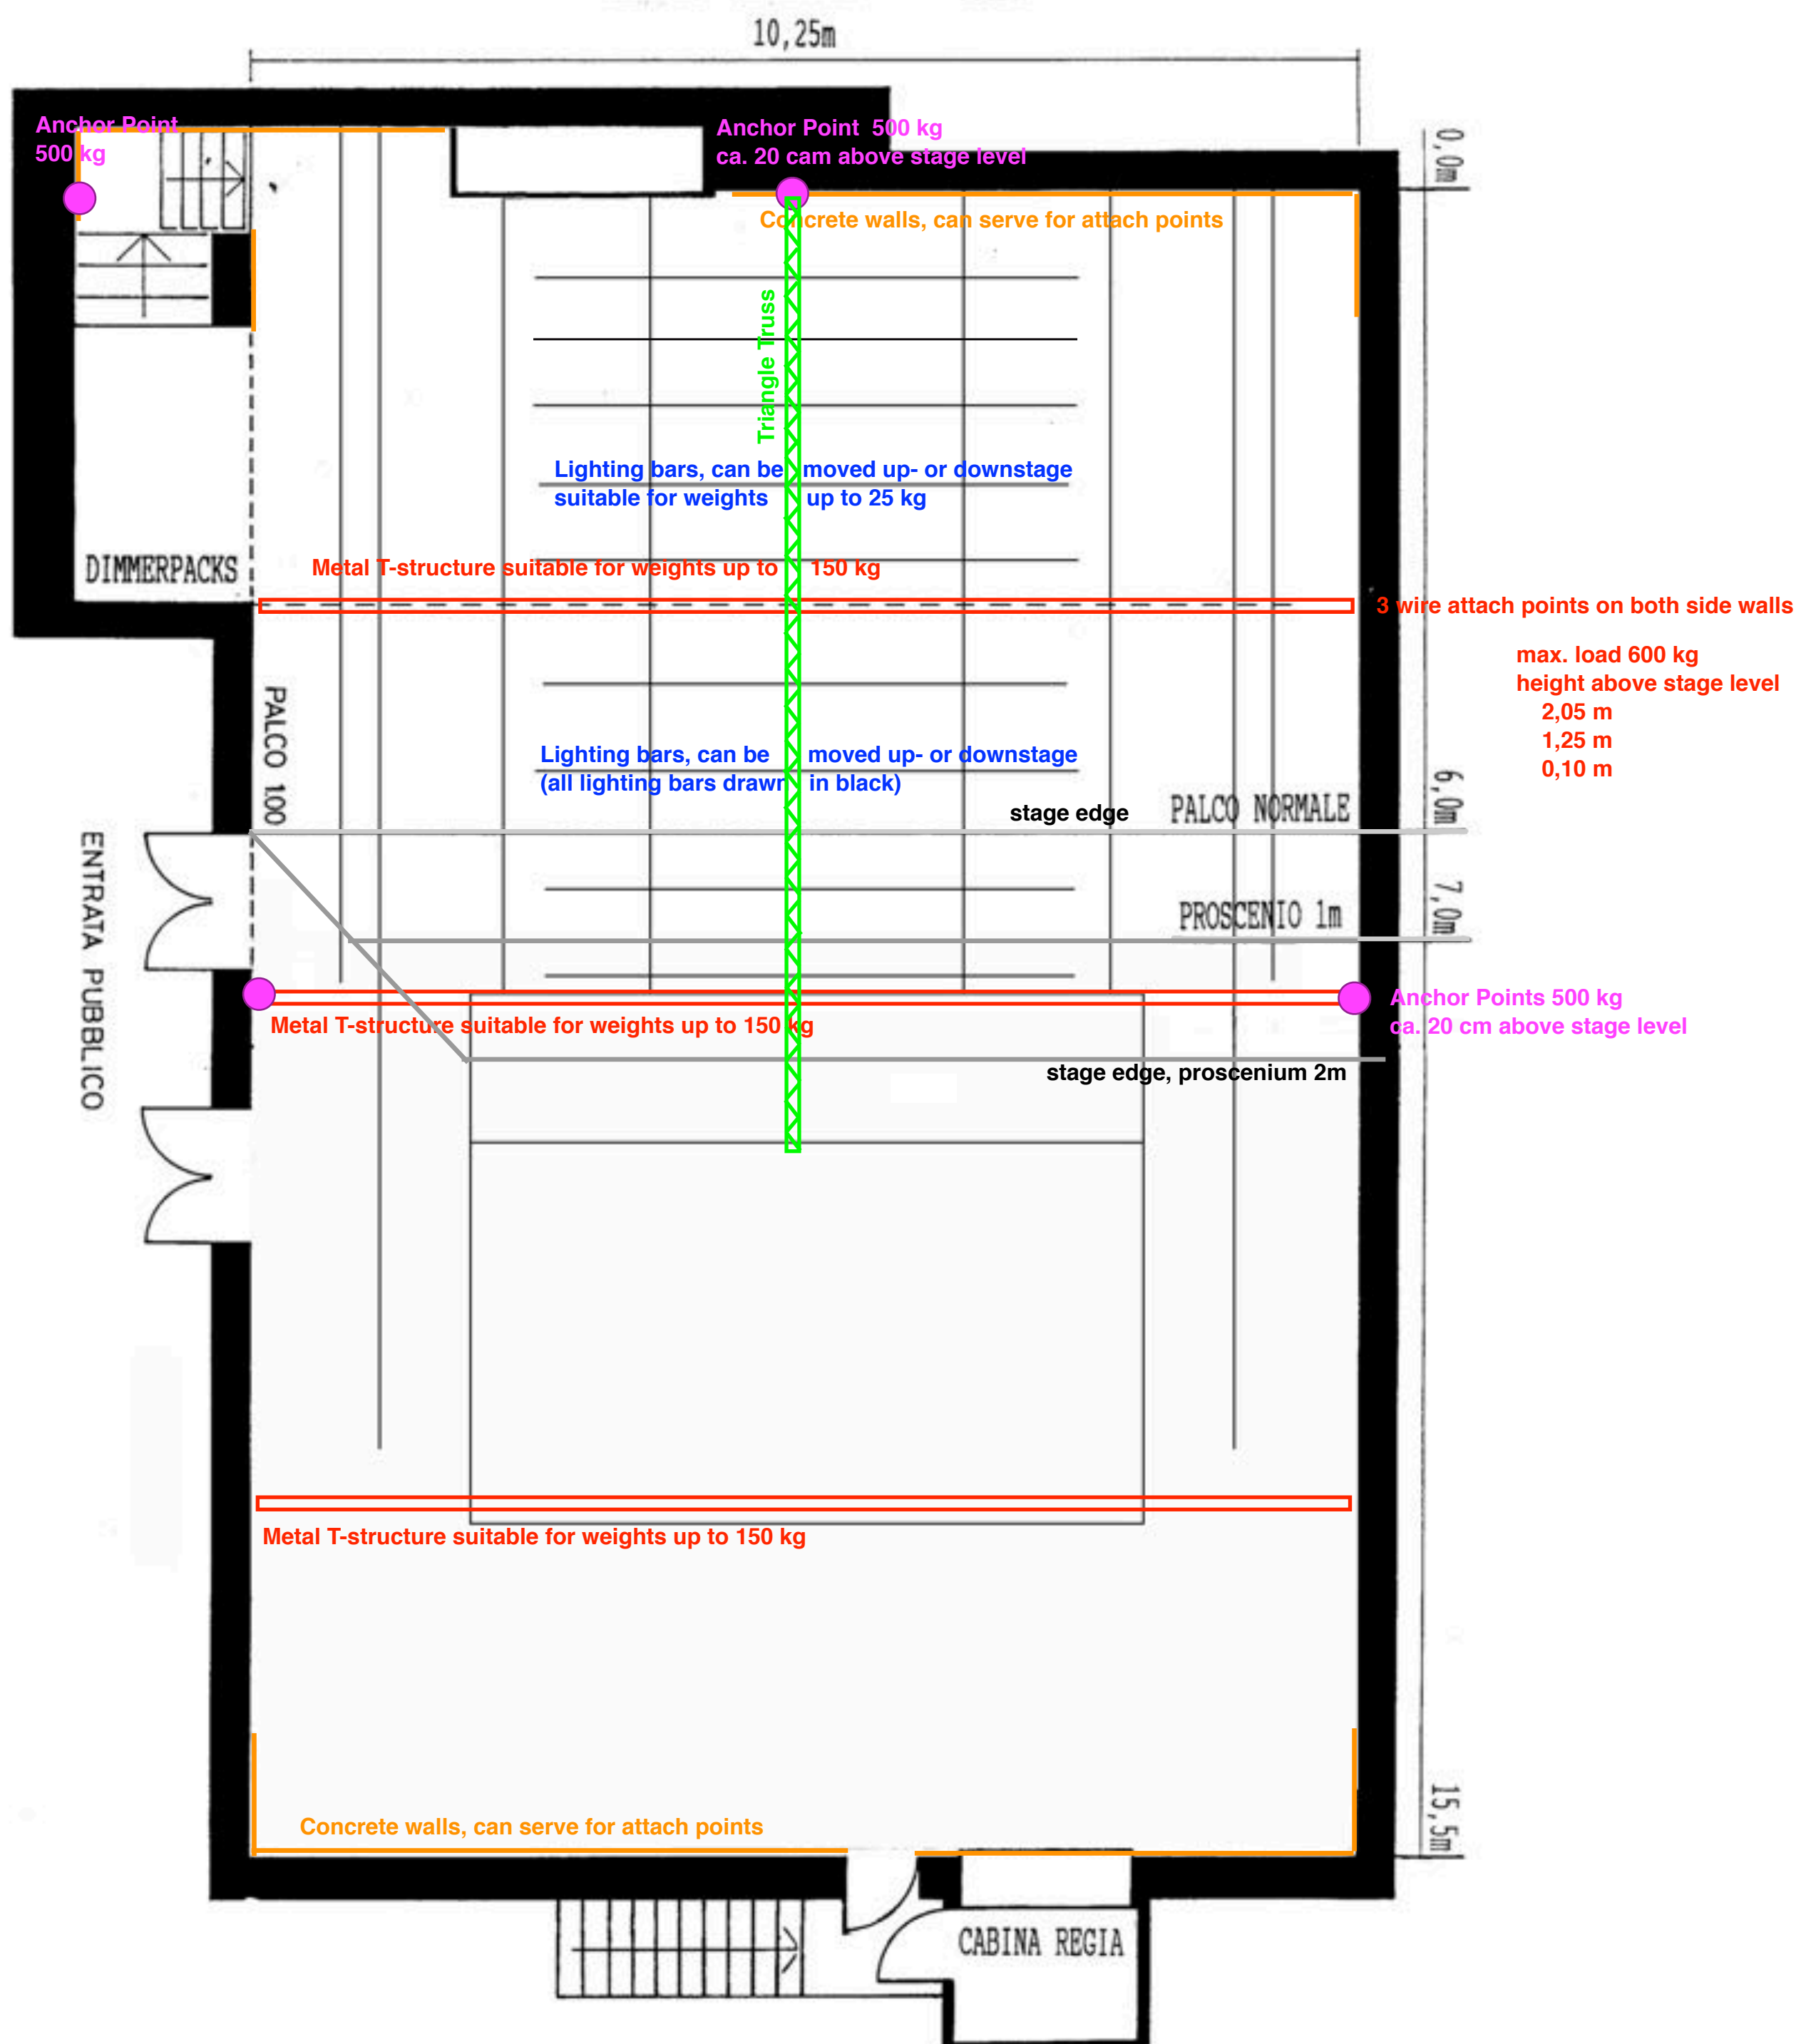 10,25m
Anchor Point
500 kg
Anchor Point  500 kg
ca. 20 cam above stage level
0,0m
Concrete walls, can serve for attach points
Triangle Truss
Lighting bars, can be moved up- or downstage
suitable for weights up to 25 kg
DIMMERPACKS
Metal T-structure suitable for weights up to 150 kg
3 wire attach points on both side walls
max. load 600 kg
height above stage level
2,05 m
1,25 m
0,10 m
PALCO 1.00
Lighting bars, can be moved up- or downstage
(all lighting bars drawn in black)
stage edge
PALCO NORMALE
6,0m
ENTRATA PUBBLICO
PROSCENIO 1m
7,0m
Anchor Points 500 kg
ca. 20 cm above stage level
Metal T-structure suitable for weights up to 150 kg
stage edge, proscenium 2m
Metal T-structure suitable for weights up to 150 kg
15,5m
Concrete walls, can serve for attach points
CABINA REGIA